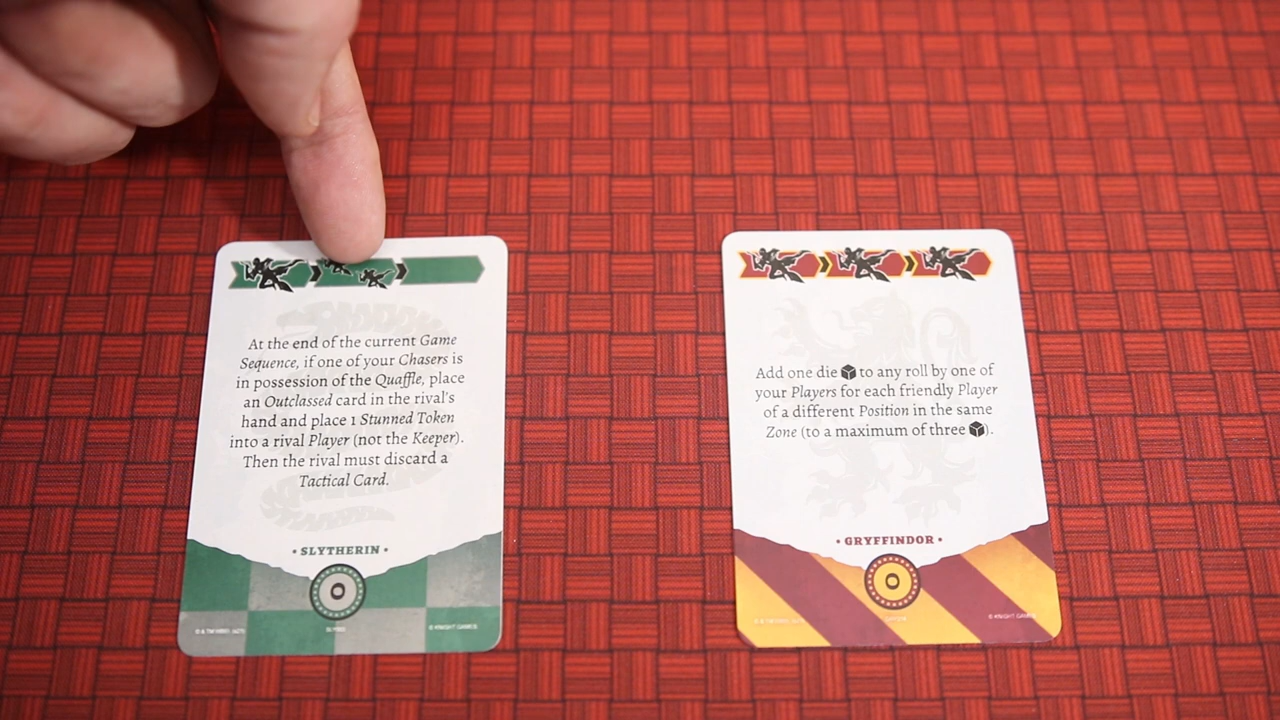 At the end of the current Game
Sequence, if one of your Chasers is
in possession of the Quaffle, place
an Outclassed card in the rival's
hand and place 1 Stunned Token
into a rival Player (not the Keeper).
Then the rival must discard a
Tactical Card.
• SLYTHERIN •
0
© KNIGHT GAMES
Add one die to any roll by one of
your Players for each friendly Player
of a different Position in the same
Zone (to a maximum of three ).
• GRYFFINDOR •
0
© KNIGHT GAMES